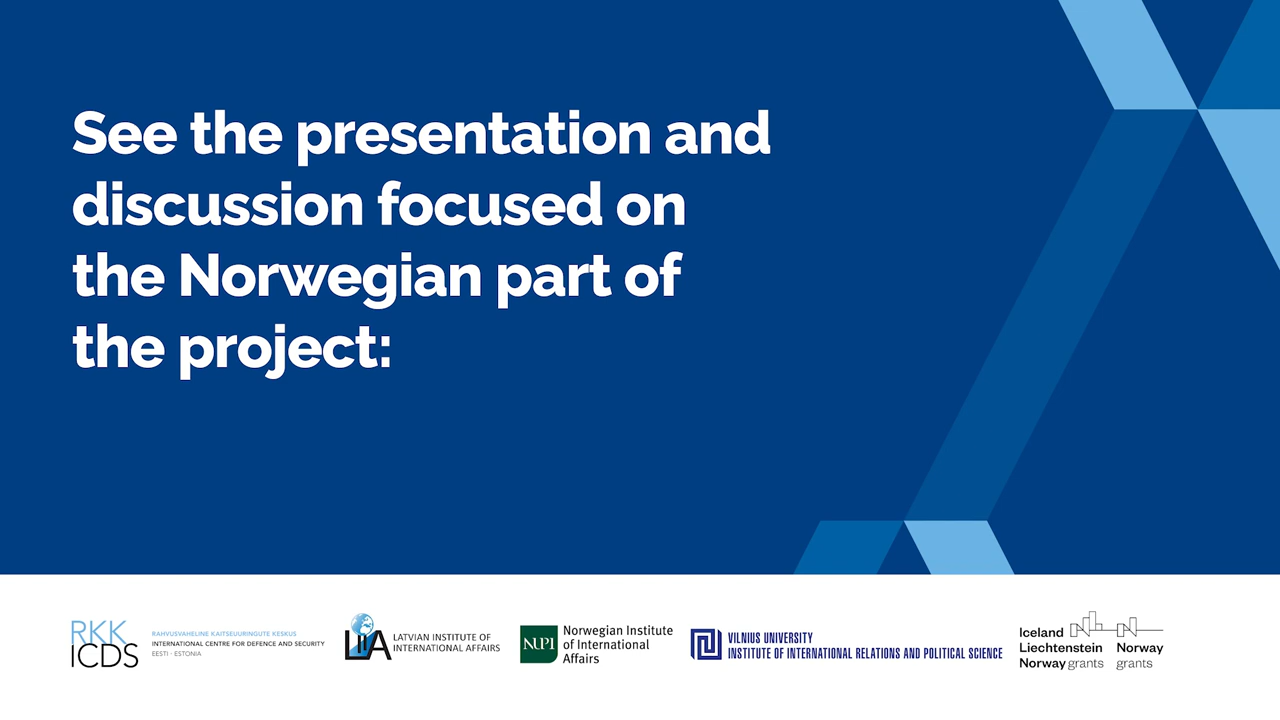 See the presentation and
discussion focused on
the Norwegian part of
the project:
RKK
ICDS
RAHVUSVAHELINE KAITSEUURINGUTE KESKUS
INTERNATIONAL CENTRE FOR DEFENCE AND SECURITY
EESTI · ESTONIA
LIIA
LATVIAN INSTITUTE OF
INTERNATIONAL AFFAIRS
NUPI
Norwegian Institute
of International
Affairs
VILNIUS UNIVERSITY
INSTITUTE OF INTERNATIONAL RELATIONS AND POLITICAL SCIENCE
Iceland
Liechtenstein
Norway grants
Norway
grants